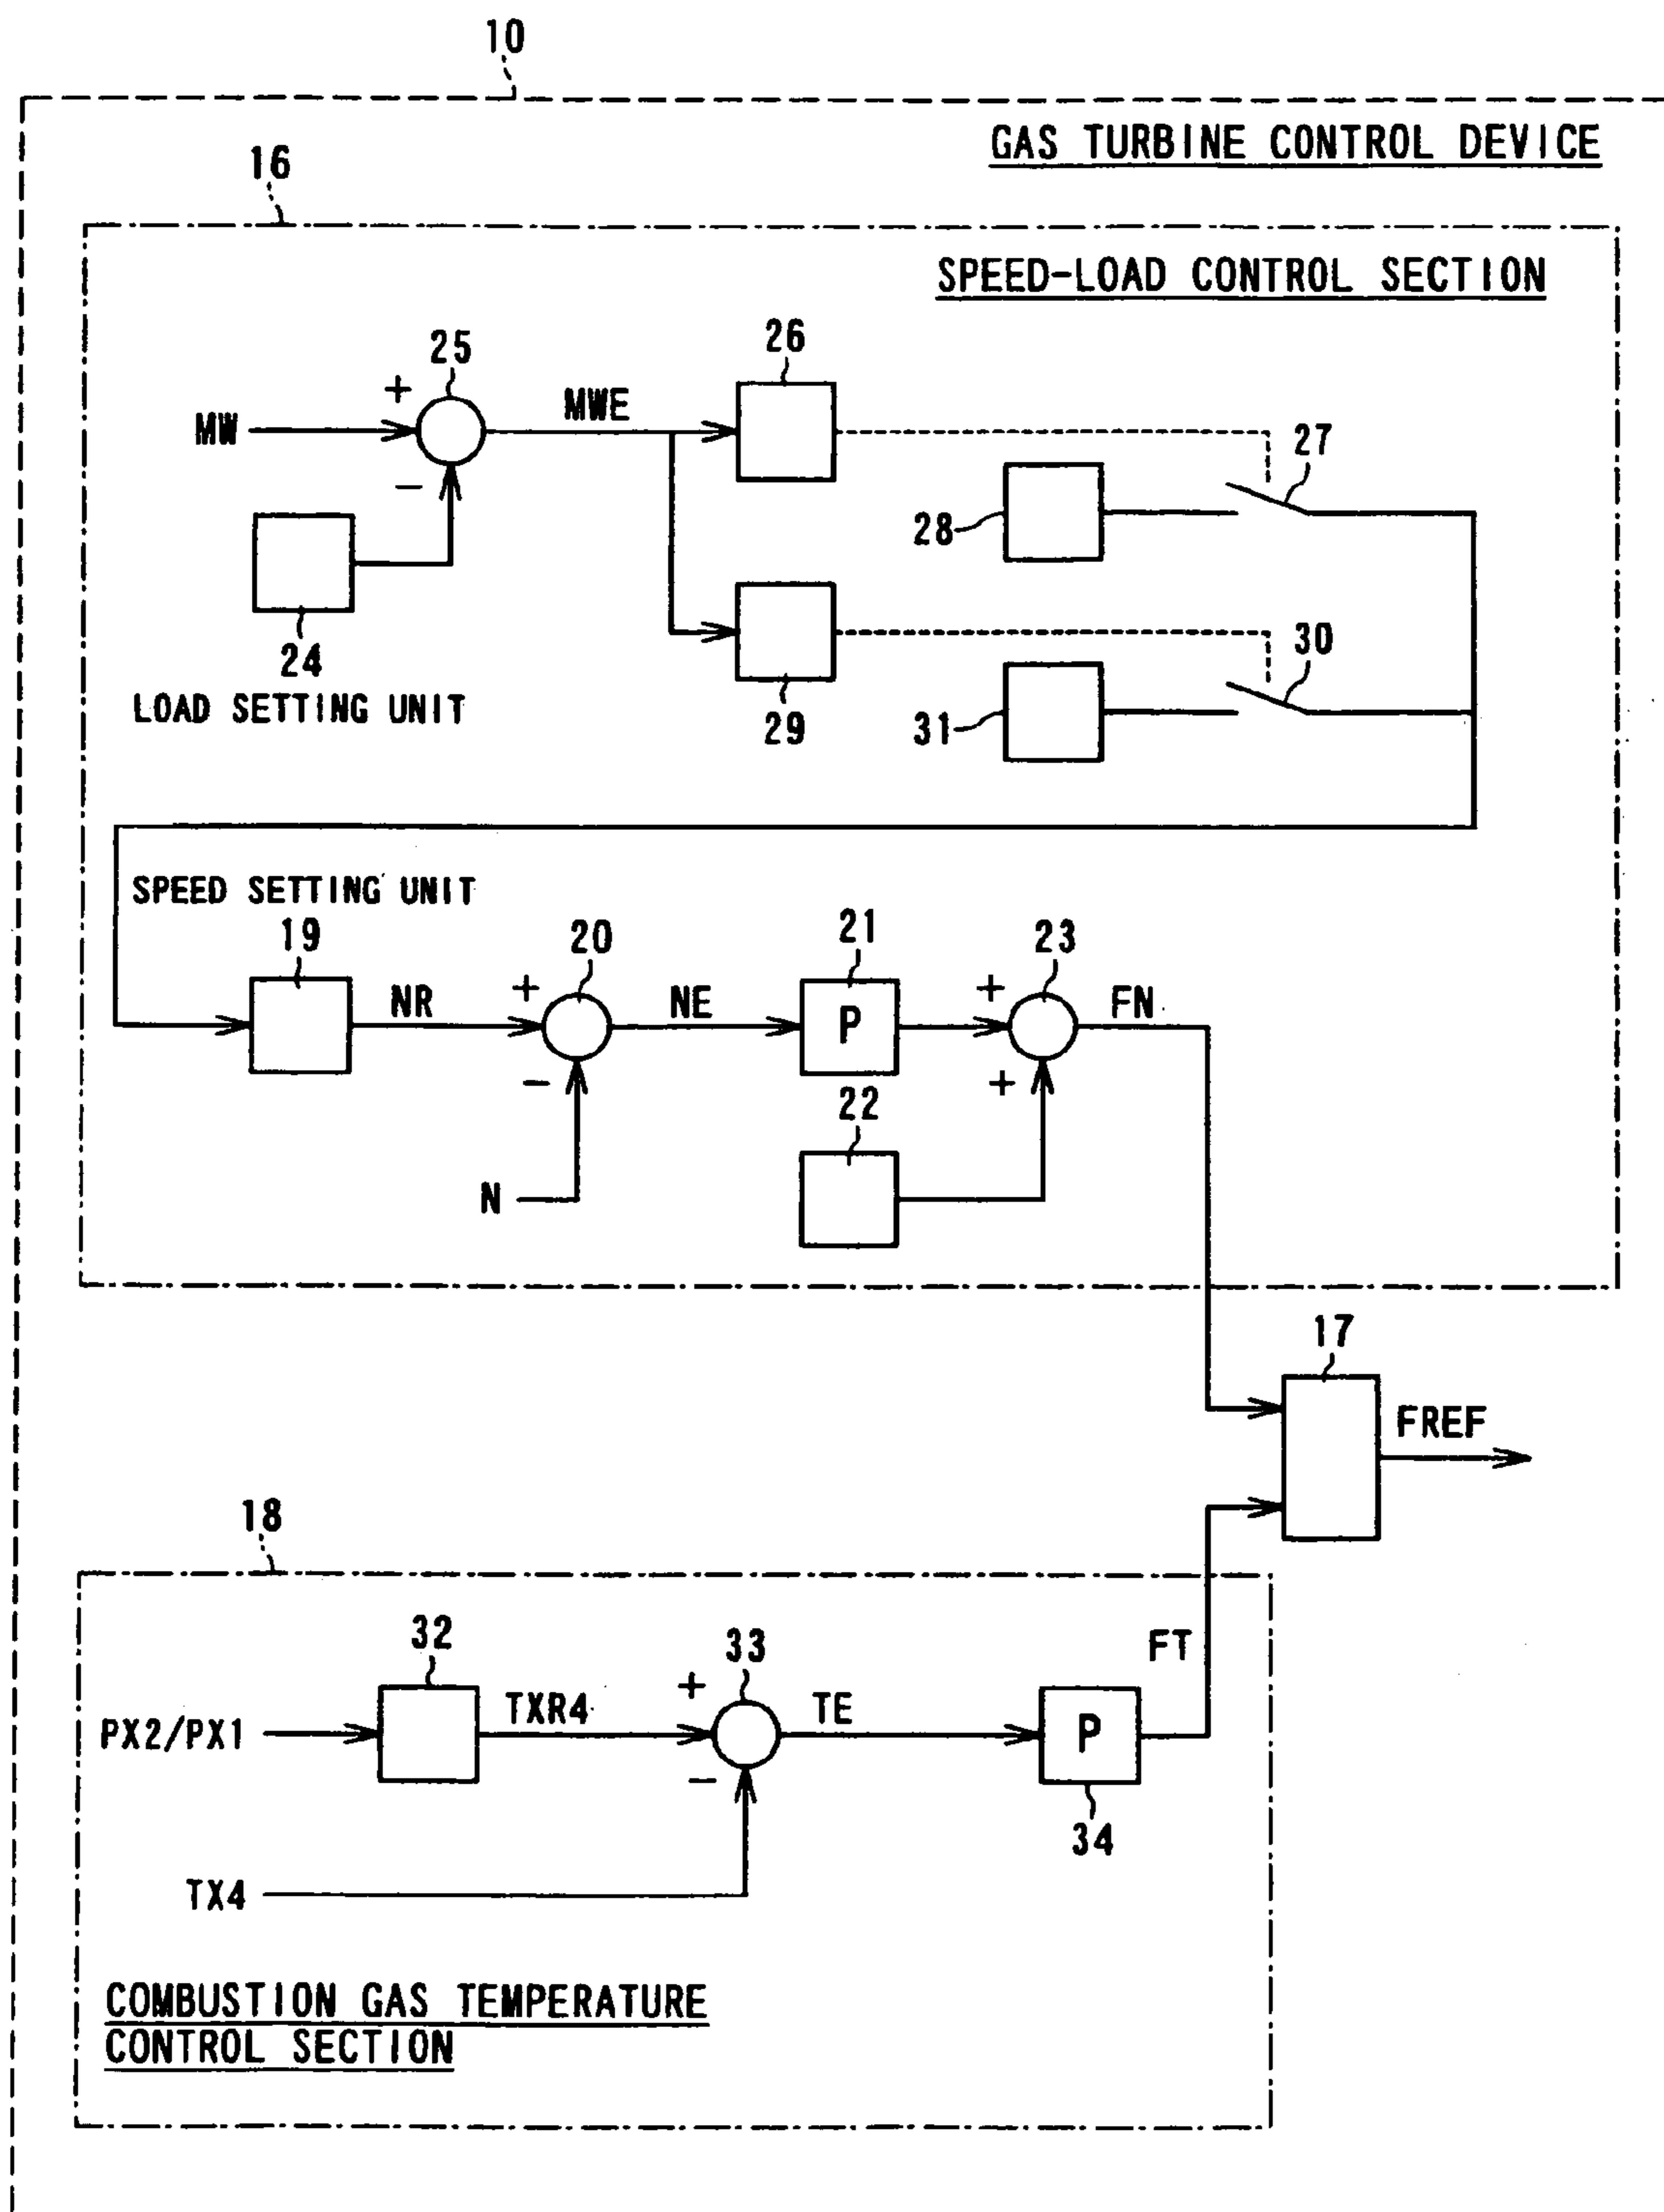 10
GAS TURBINE CONTROL DEVICE
16
SPEED-LOAD CONTROL SECTION
25
26
+
MWE
27
MW
−
28
24
30
LOAD SETTING UNIT
29
31
SPEED SETTING UNIT
19
20
21
23
+
NR
NE
P
+
FN
−
+
22
N
17
FREF
18
32
33
FT
+
TXR4
TE
PX2/PX1
P
−
34
TX4
COMBUSTION GAS TEMPERATURE
CONTROL SECTION